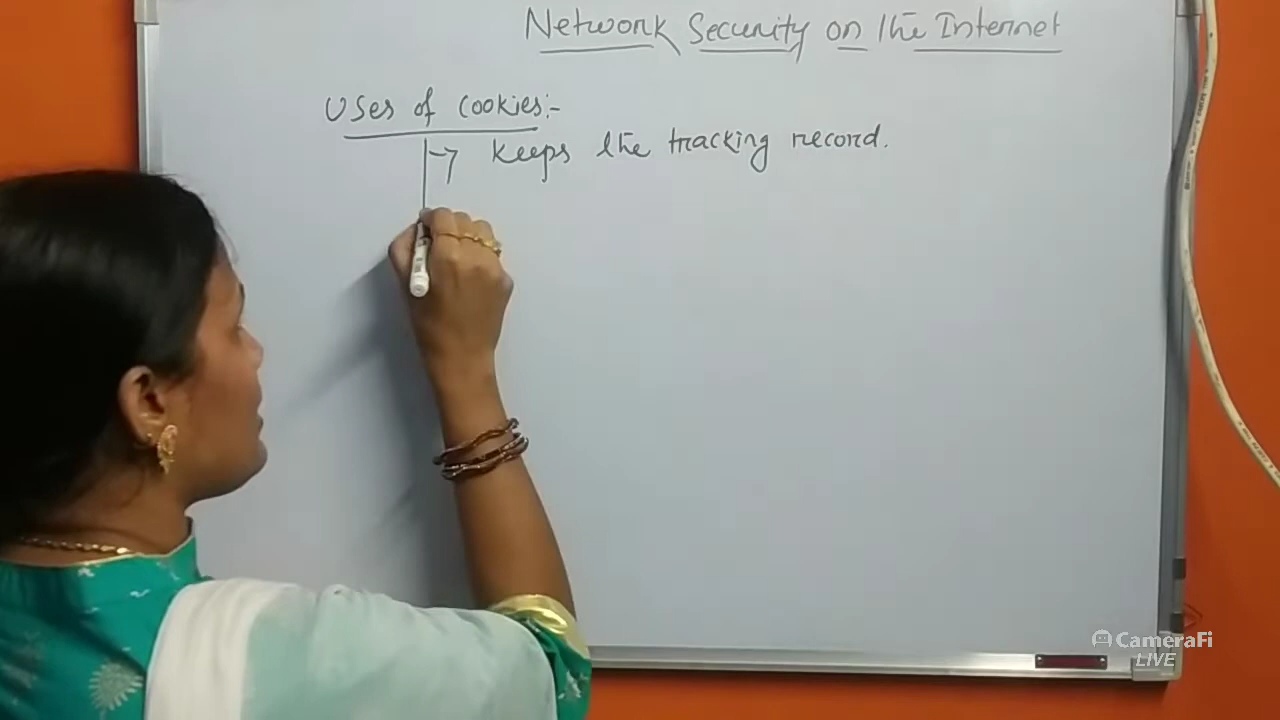 Network Security on the Internet
Uses of cookies:-
→ keeps the tracking record.
CameraFi
LIVE